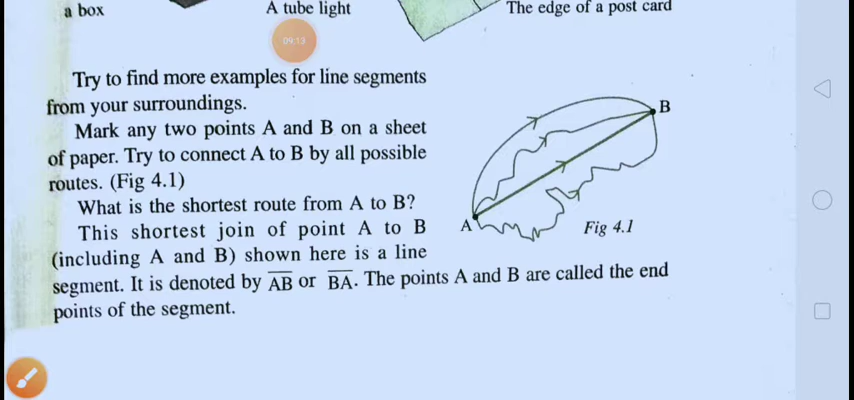 a box
A tube light
The edge of a post card
09:13
Try to find more examples for line segments
from your surroundings.
Mark any two points A and B on a sheet
of paper. Try to connect A to B by all possible
routes. (Fig 4.1)
What is the shortest route from A to B?
This shortest join of point A to B
(including A and B) shown here is a line
segment. It is denoted by A̅B̅ or B̅A̅. The points A and B are called the end
points of the segment.
B
A
Fig 4.1